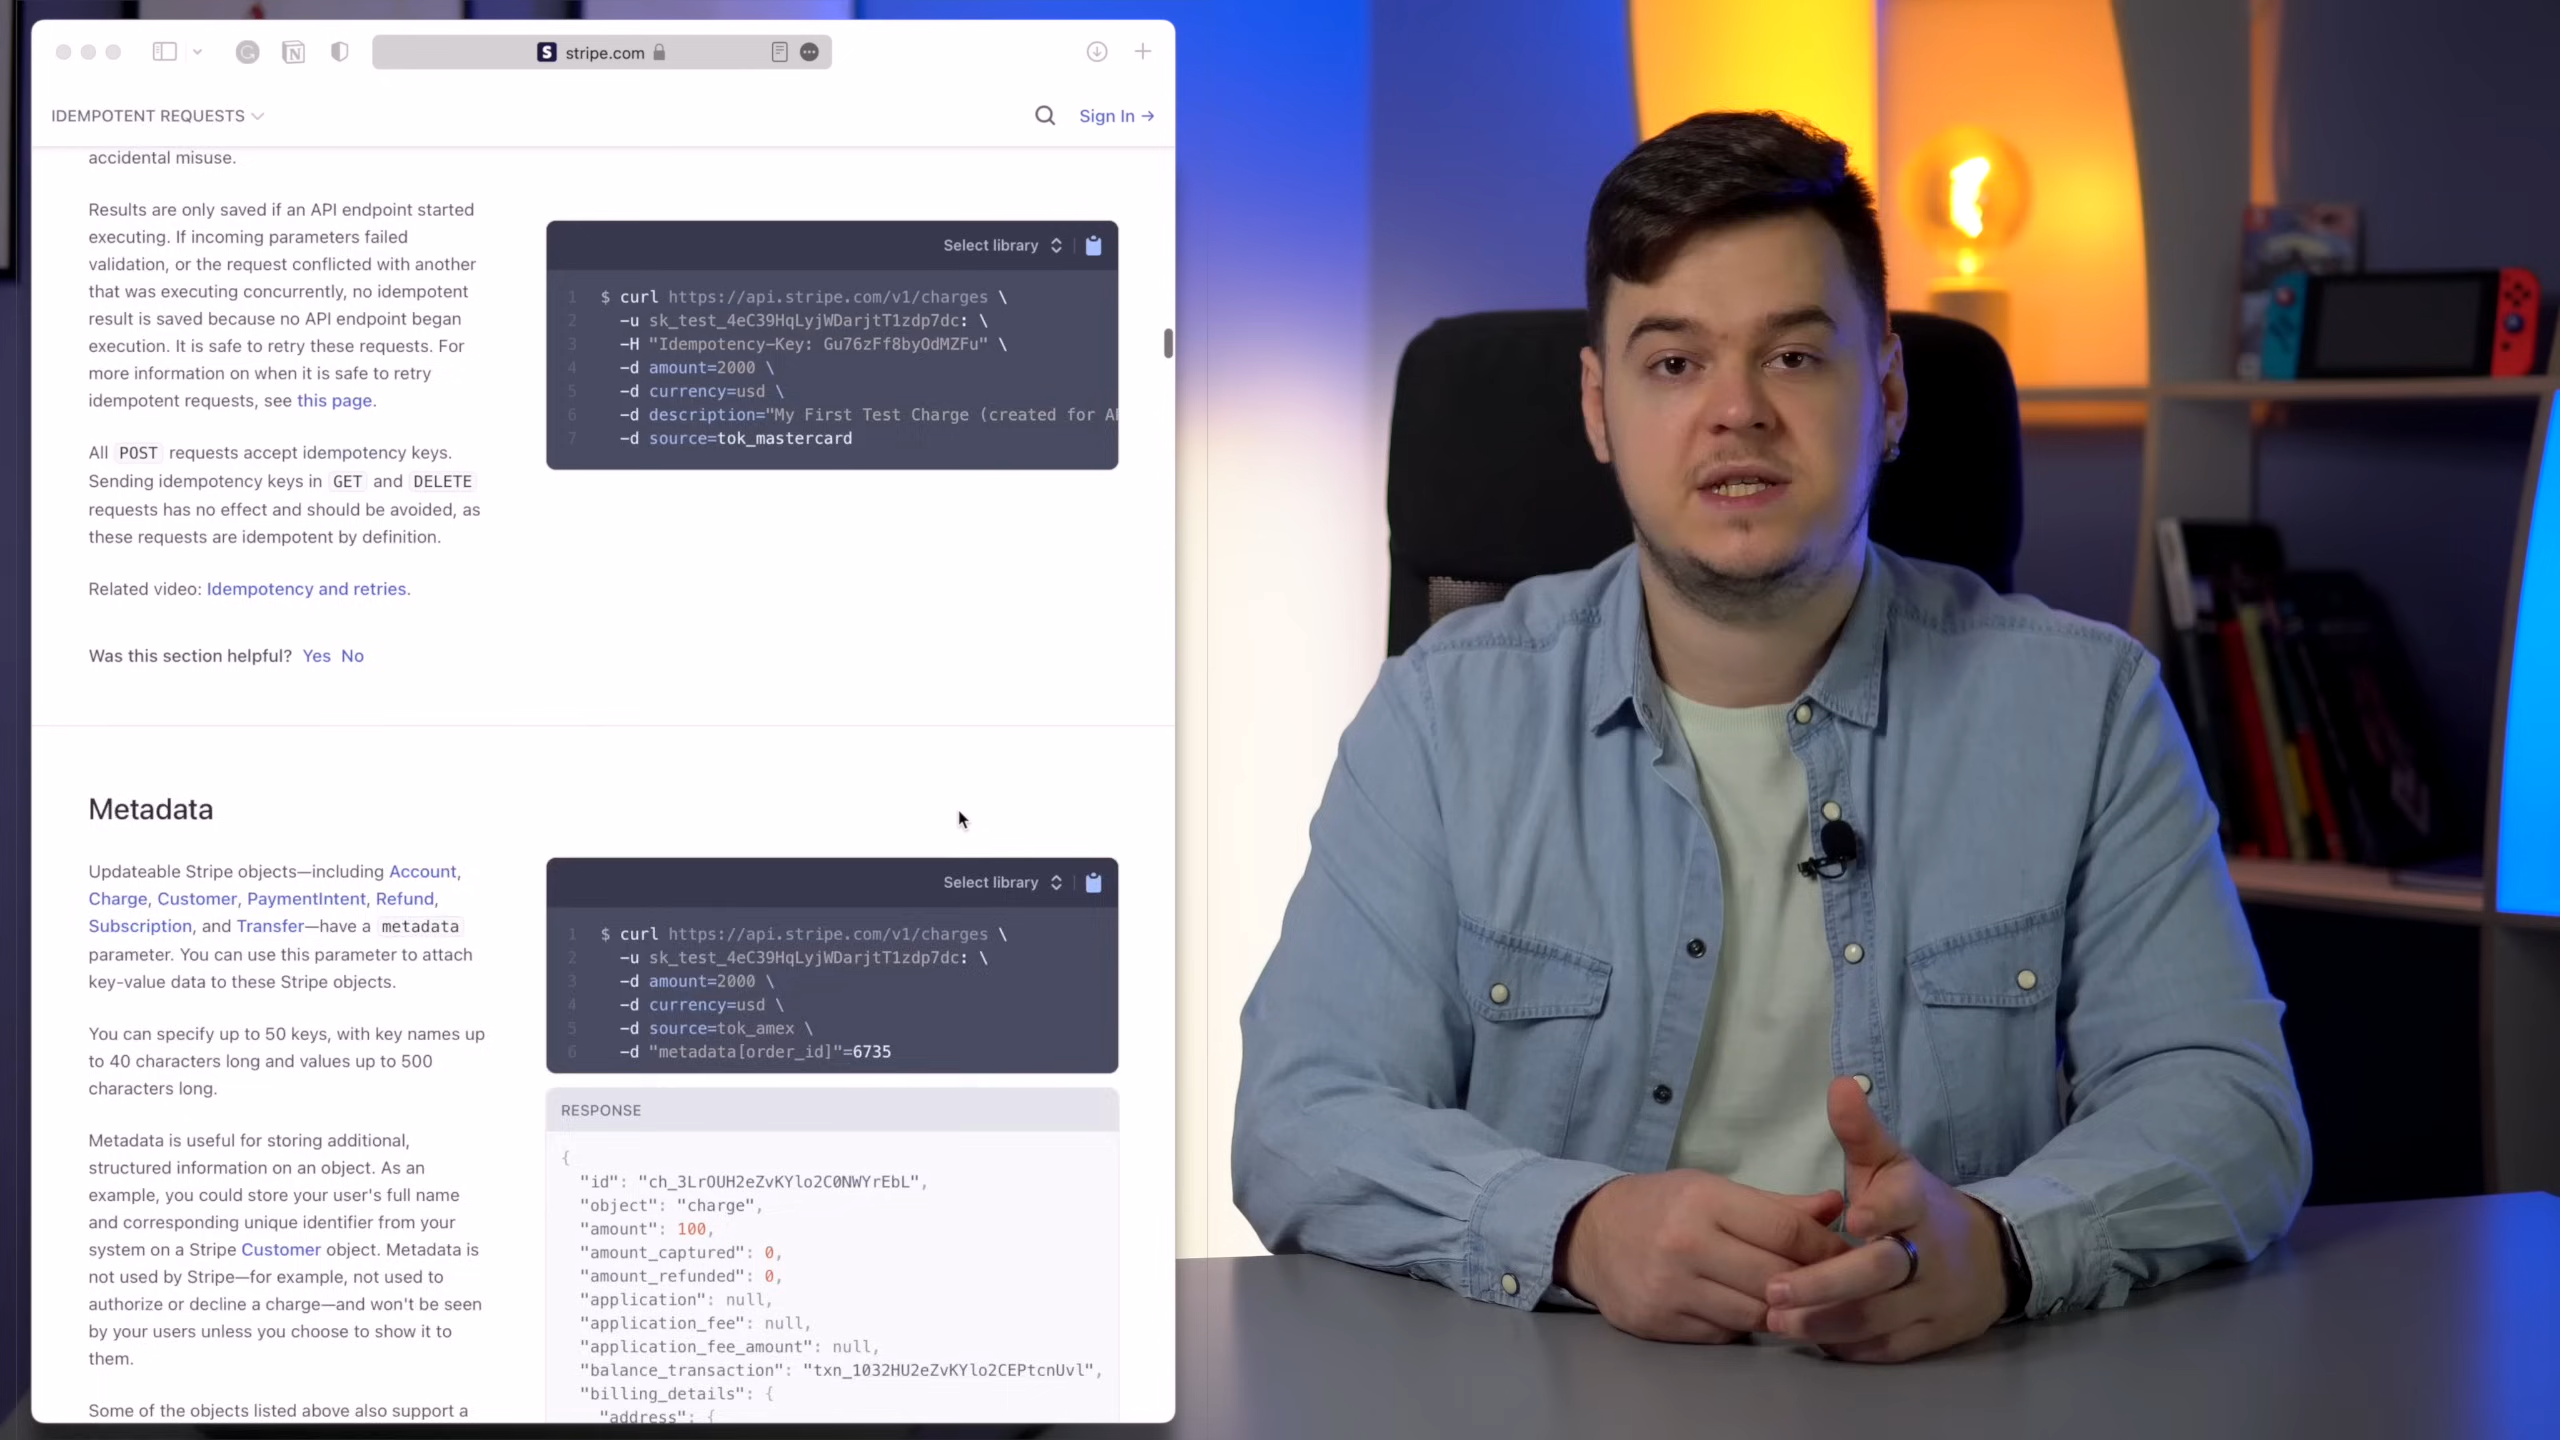 stripe.com
IDEMPOTENT REQUESTS
Sign In →
accidental misuse.
Results are only saved if an API endpoint started
executing. If incoming parameters failed
validation, or the request conflicted with another
that was executing concurrently, no idempotent
result is saved because no API endpoint began
execution. It is safe to retry these requests. For
more information on when it is safe to retry
idempotent requests, see this page.
All POST requests accept idempotency keys.
Sending idempotency keys in GET and DELETE
requests has no effect and should be avoided, as
these requests are idempotent by definition.
Related video: Idempotency and retries.
Was this section helpful? Yes No
Select library
1 $ curl https://api.stripe.com/v1/charges \
2 -u sk_test_4eC39HqLyjWDarjtT1zdp7dc: \
3 -H "Idempotency-Key: Gu76zFf8byOdMZFu" \
4 -d amount=2000 \
5 -d currency=usd \
6 -d description="My First Test Charge (created for A
7 -d source=tok_mastercard
Metadata
Updateable Stripe objects—including Account,
Charge, Customer, PaymentIntent, Refund,
Subscription, and Transfer—have a metadata
parameter. You can use this parameter to attach
key-value data to these Stripe objects.
You can specify up to 50 keys, with key names up
to 40 characters long and values up to 500
characters long.
Metadata is useful for storing additional,
structured information on an object. As an
example, you could store your user's full name
and corresponding unique identifier from your
system on a Stripe Customer object. Metadata is
not used by Stripe—for example, not used to
authorize or decline a charge—and won't be seen
by your users unless you choose to show it to
them.
Some of the objects listed above also support a
Select library
1 $ curl https://api.stripe.com/v1/charges \
2 -u sk_test_4eC39HqLyjWDarjtT1zdp7dc: \
3 -d amount=2000 \
4 -d currency=usd \
5 -d source=tok_amex \
6 -d "metadata[order_id]"=6735
RESPONSE
{
"id": "ch_3LrOUH2eZvKYlo2C0NWYrEbL",
"object": "charge",
"amount": 100,
"amount_captured": 0,
"amount_refunded": 0,
"application": null,
"application_fee": null,
"application_fee_amount": null,
"balance_transaction": "txn_1032HU2eZvKYlo2CEPtcnUvl",
"billing_details": {
"address": {